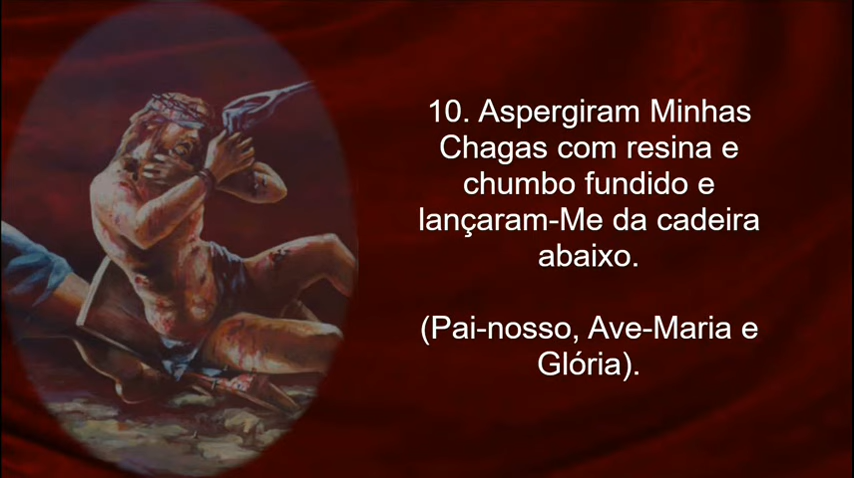 10. Aspergiram Minhas
Chagas com resina e
chumbo fundido e
lançaram-Me da cadeira
abaixo.
(Pai-nosso, Ave-Maria e
Glória).